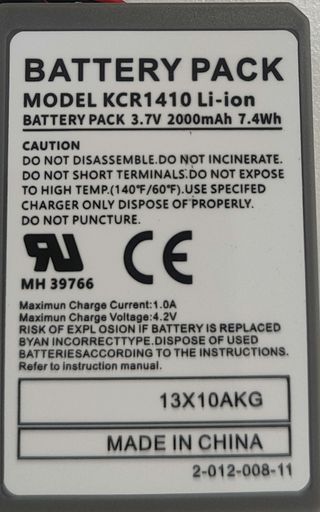 BATTERY PACK
MODEL KCR1410 Li-ion
BATTERY PACK 3.7V 2000mAh 7.4Wh
CAUTION
DO NOT DISASSEMBLE.DO NOT INCINERATE.
DO NOT SHORT TERMINALS.DO NOT EXPOSE
TO HIGH TEMP.(140°F/60°F).USE SPECIFED
CHARGER ONLY DISPOSE OF PROPERLY.
DO NOT PUNCTURE.
RU CE
MH 39766
Maximun Charge Current:1.0A
Maximun Charge Voltage:4.2V
RISK OF EXPL OSION IF BATTERY IS REPLACED
BYAN INCORRECTTYPE.DISPOSE OF USED
BATTERIESACCORDING TO THE INSTRUCTIONS.
Refer to instruction manual.
13X10AKG
MADE IN CHINA
2-012-008-11